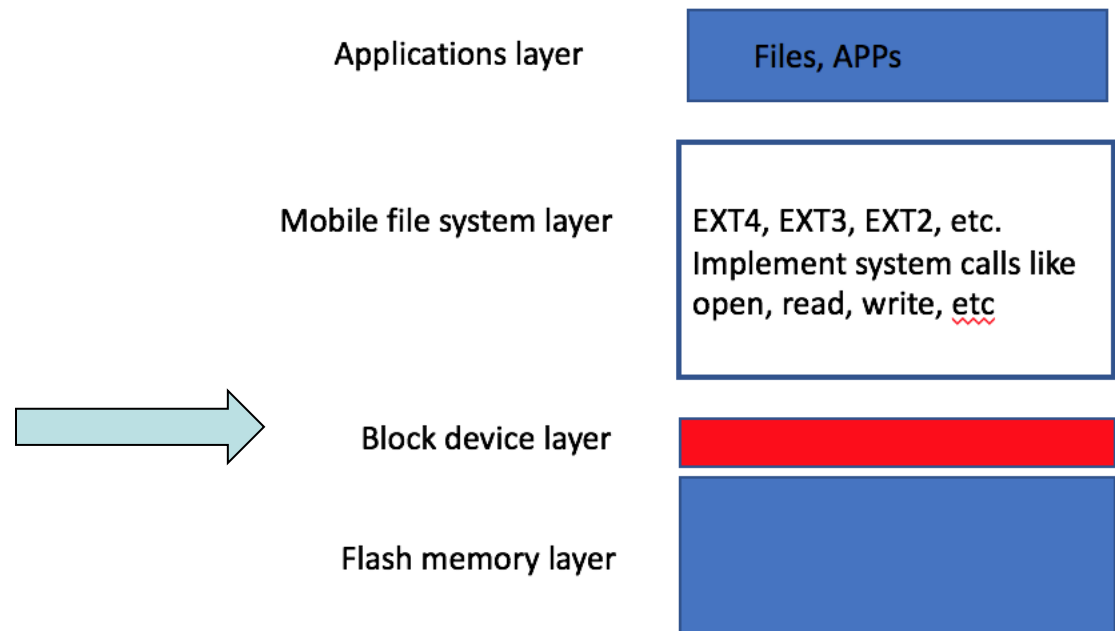 Applications layer
Files, APPs
Mobile file system layer
EXT4, EXT3, EXT2, etc.
Implement system calls like
open, read, write, etc
Block device layer
Flash memory layer